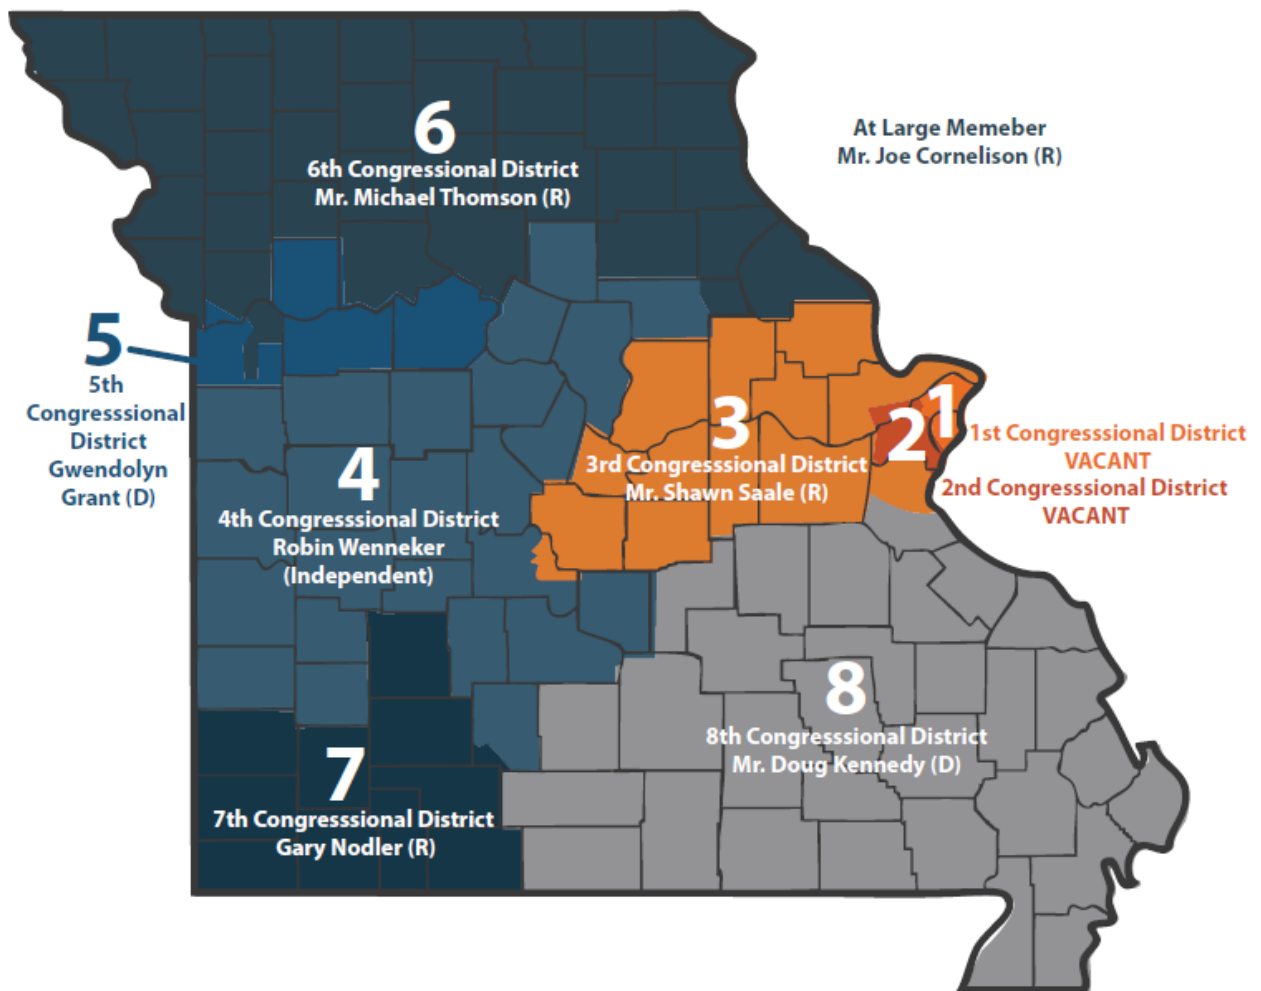 6
6th Congressional District
Mr. Michael Thomson (R)
At Large Memeber
Mr. Joe Cornelison (R)
5
5th
Congresssional
District
Gwendolyn
Grant (D)
4
4th Congresssional District
Robin Wenneker
(Independent)
3
3rd Congresssional District
Mr. Shawn Saale (R)
2
1
1st Congresssional District
VACANT
2nd Congresssional District
VACANT
7
7th Congresssional District
Gary Nodler (R)
8
8th Congresssional District
Mr. Doug Kennedy (D)